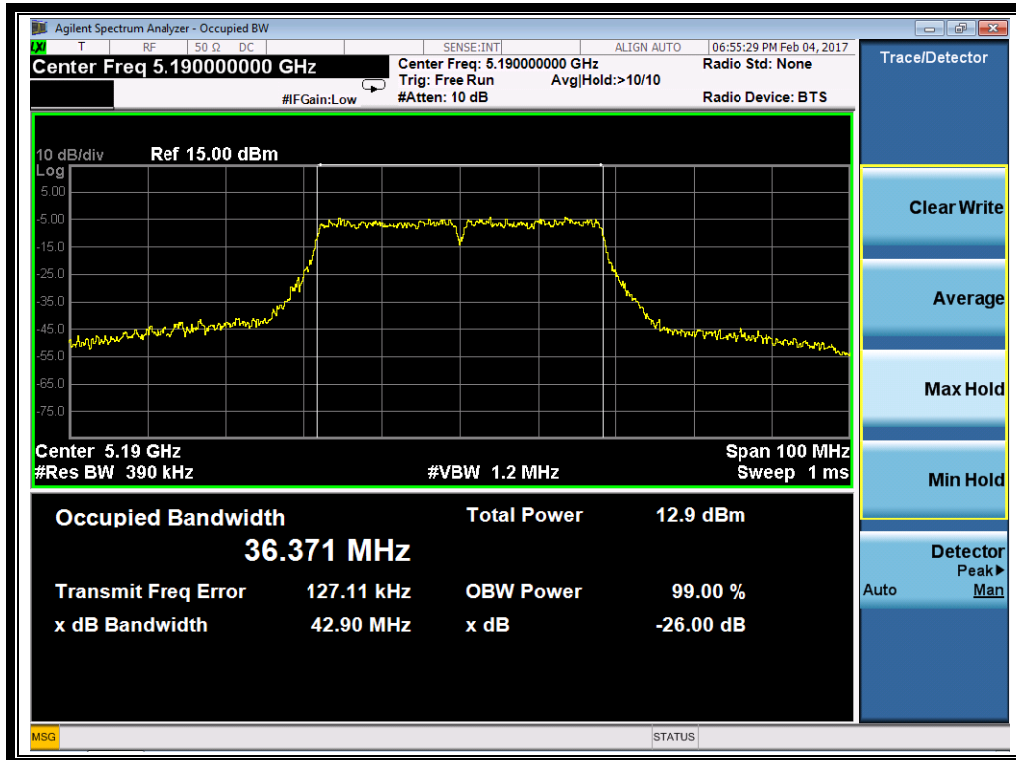 Agilent Spectrum Analyzer - Occupied BW
LXI T RF 50 Ω DC SENSE:INT ALIGN AUTO 06:55:29 PM Feb 04, 2017
Center Freq 5.190000000 GHz
Center Freq: 5.190000000 GHz
Radio Std: None
Trig: Free Run Avg|Hold:>10/10
#IFGain:Low
#Atten: 10 dB
Radio Device: BTS
10 dB/div Ref 15.00 dBm
Log
5.00
-5.00
-15.0
-25.0
-35.0
-45.0
-55.0
-65.0
-75.0
Center 5.19 GHz Span 100 MHz
#Res BW 390 kHz #VBW 1.2 MHz Sweep 1 ms
Occupied Bandwidth Total Power 12.9 dBm
36.371 MHz
Transmit Freq Error 127.11 kHz OBW Power 99.00 %
x dB Bandwidth 42.90 MHz x dB -26.00 dB
MSG STATUS
Trace/Detector
Clear Write
Average
Max Hold
Min Hold
Detector
Peak▶
Auto Man